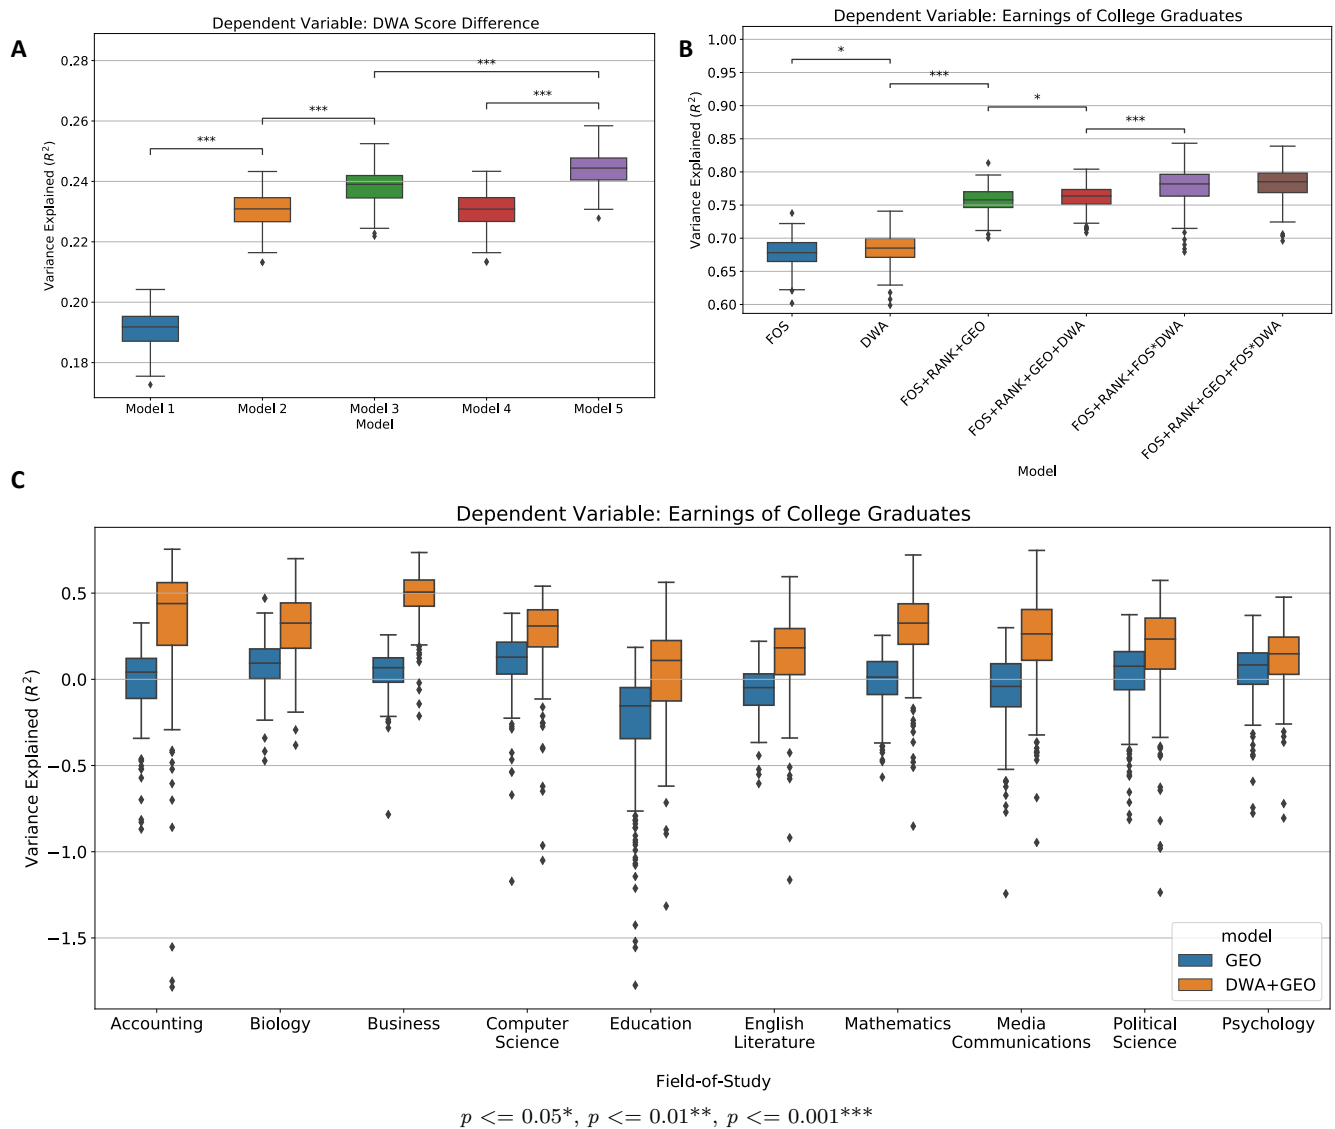 A
Dependent Variable: DWA Score Difference
Variance Explained (R²)
0.28
0.26
0.24
0.22
0.20
0.18
***
***
***
***
Model 1
Model 2
Model 3
Model 4
Model 5
Model
B
Dependent Variable: Earnings of College Graduates
Variance Explained (R²)
1.00
0.95
0.90
0.85
0.80
0.75
0.70
0.65
0.60
*
***
*
***
FOS
DWA
FOS+RANK+GEO
FOS+RANK+GEO+DWA
FOS+RANK+FOS*DWA
FOS+RANK+GEO+FOS*DWA
Model
C
Dependent Variable: Earnings of College Graduates
Variance Explained (R²)
0.5
0.0
−0.5
−1.0
−1.5
model
GEO
DWA+GEO
Accounting
Biology
Business
Computer
Science
Education
English
Literature
Mathematics
Media
Communications
Political
Science
Psychology
Field-of-Study
p <= 0.05*, p <= 0.01**, p <= 0.001***